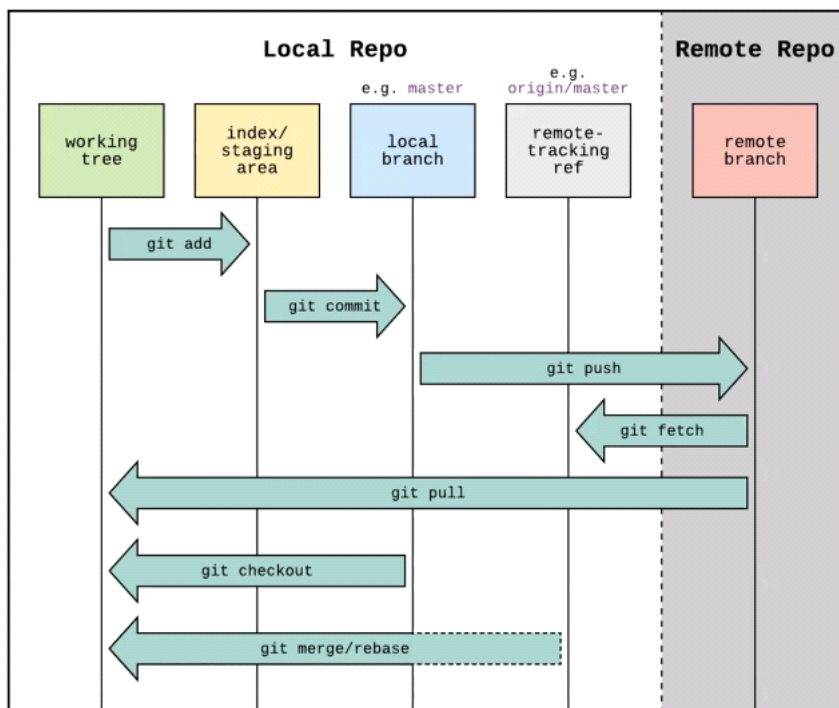 Local Repo
Remote Repo
e.g. master
e.g.
origin/master
working
tree
index/
staging
area
local
branch
remote-
tracking
ref
remote
branch
git add
git commit
git push
git fetch
git pull
git checkout
git merge/rebase